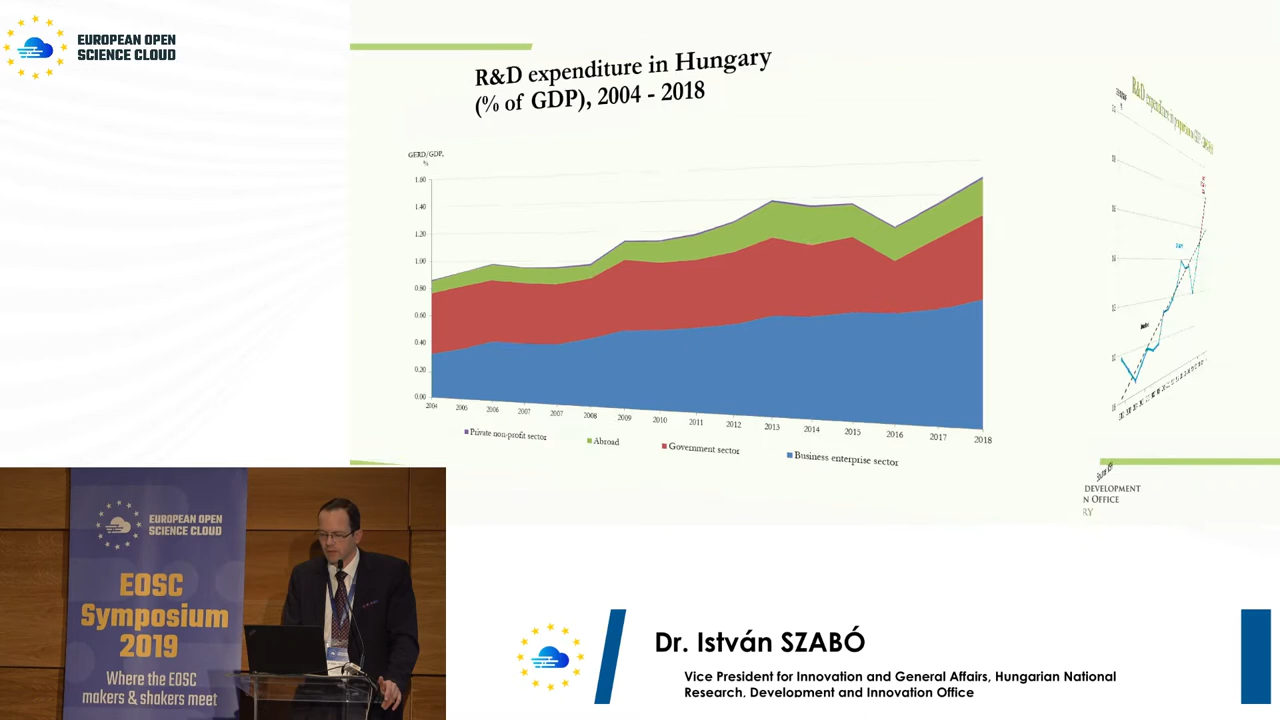 EUROPEAN OPEN
SCIENCE CLOUD
R&D expenditure in Hungary
(% of GDP), 2004 - 2018
GERD/GDP,
%
1.60
1.40
1.20
1.00
0.80
0.60
0.40
0.20
0.00
2004 2005 2006 2007 2007 2008 2009 2010 2011 2012 2013 2014 2015 2016 2017 2018
Private non-profit sector Abroad Government sector Business enterprise sector
R&D expenditure in
DEVELOPMENT
N OFFICE
RY
EUROPEAN OPEN
SCIENCE CLOUD
EOSC
Symposium
2019
Where the EOSC
makers & shakers meet
Dr. István SZABÓ
Vice President for Innovation and General Affairs, Hungarian National
Research, Development and Innovation Office